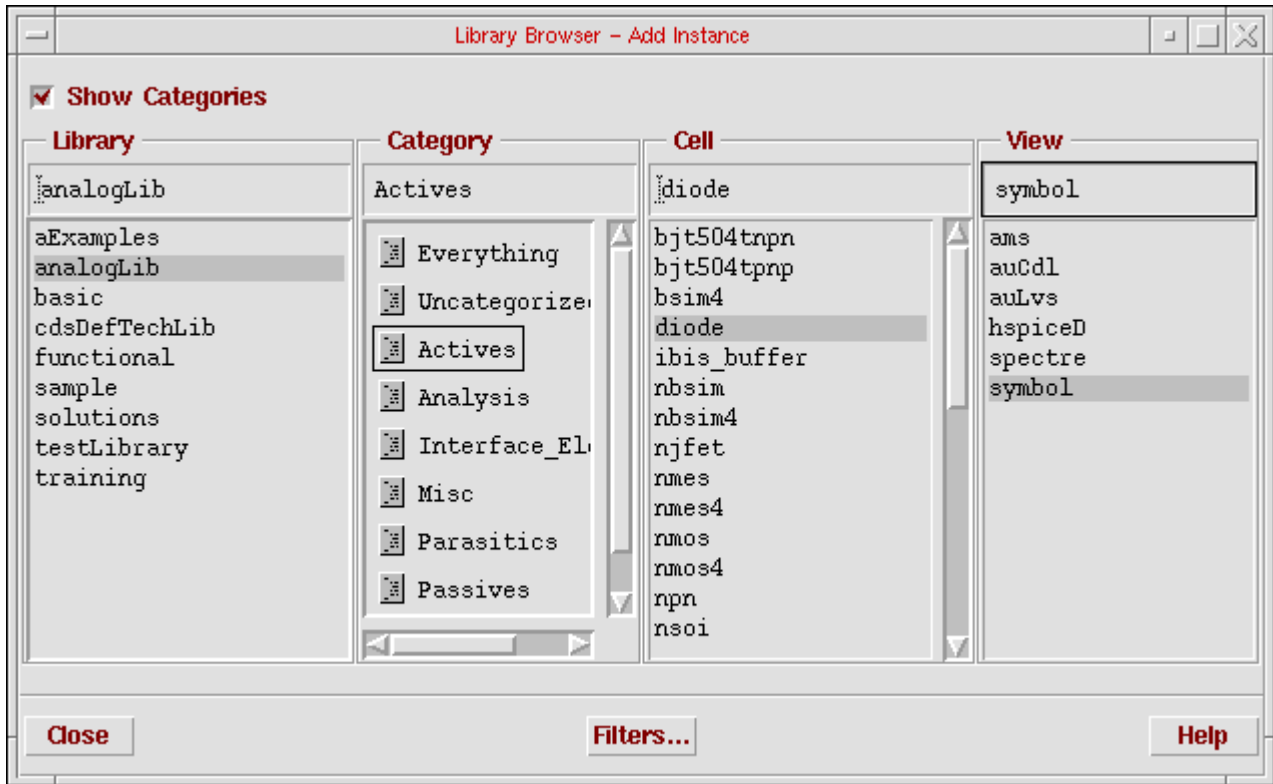 Library Browser – Add Instance
Show Categories
Library
analogLib
aExamples
analogLib
basic
cdsDefTechLib
functional
sample
solutions
testLibrary
training
Category
Actives
Everything
Uncategorize
Actives
Analysis
Interface_El
Misc
Parasitics
Passives
Cell
diode
bjt504tnpn
bjt504tpnp
bsim4
diode
ibis_buffer
nbsim
nbsim4
njfet
nmes
nmes4
nmos
nmos4
npn
nsoi
View
symbol
ams
auCdl
auLvs
hspiceD
spectre
symbol
Close
Filters...
Help